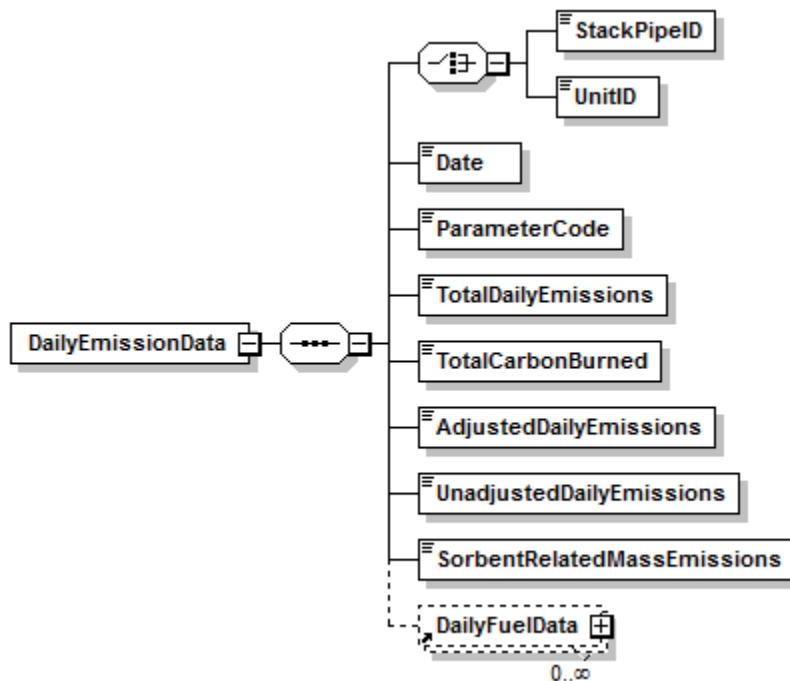 StackPipeID
UnitID
Date
ParameterCode
TotalDailyEmissions
DailyEmissionData
TotalCarbonBurned
AdjustedDailyEmissions
UnadjustedDailyEmissions
SorbentRelatedMassEmissions
DailyFuelData
0..∞